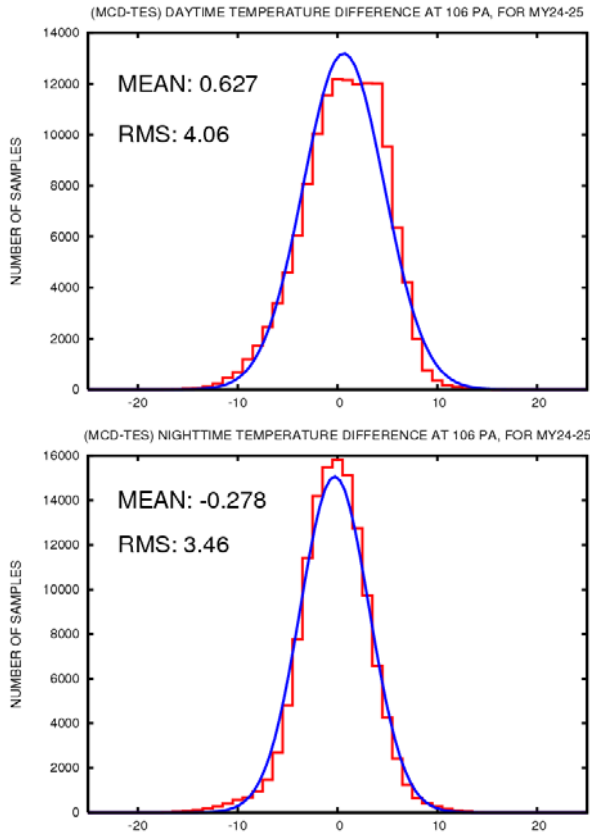 (MCD-TES) DAYTIME TEMPERATURE DIFFERENCE AT 106 PA, FOR MY24-25
14000
12000
10000
8000
6000
4000
2000
0
NUMBER OF SAMPLES
MEAN: 0.627
RMS: 4.06
-20 -10 0 10 20
(MCD-TES) NIGHTTIME TEMPERATURE DIFFERENCE AT 106 PA, FOR MY24-25
16000
14000
12000
10000
8000
6000
4000
2000
0
NUMBER OF SAMPLES
MEAN: -0.278
RMS: 3.46
-20 -10 0 10 20